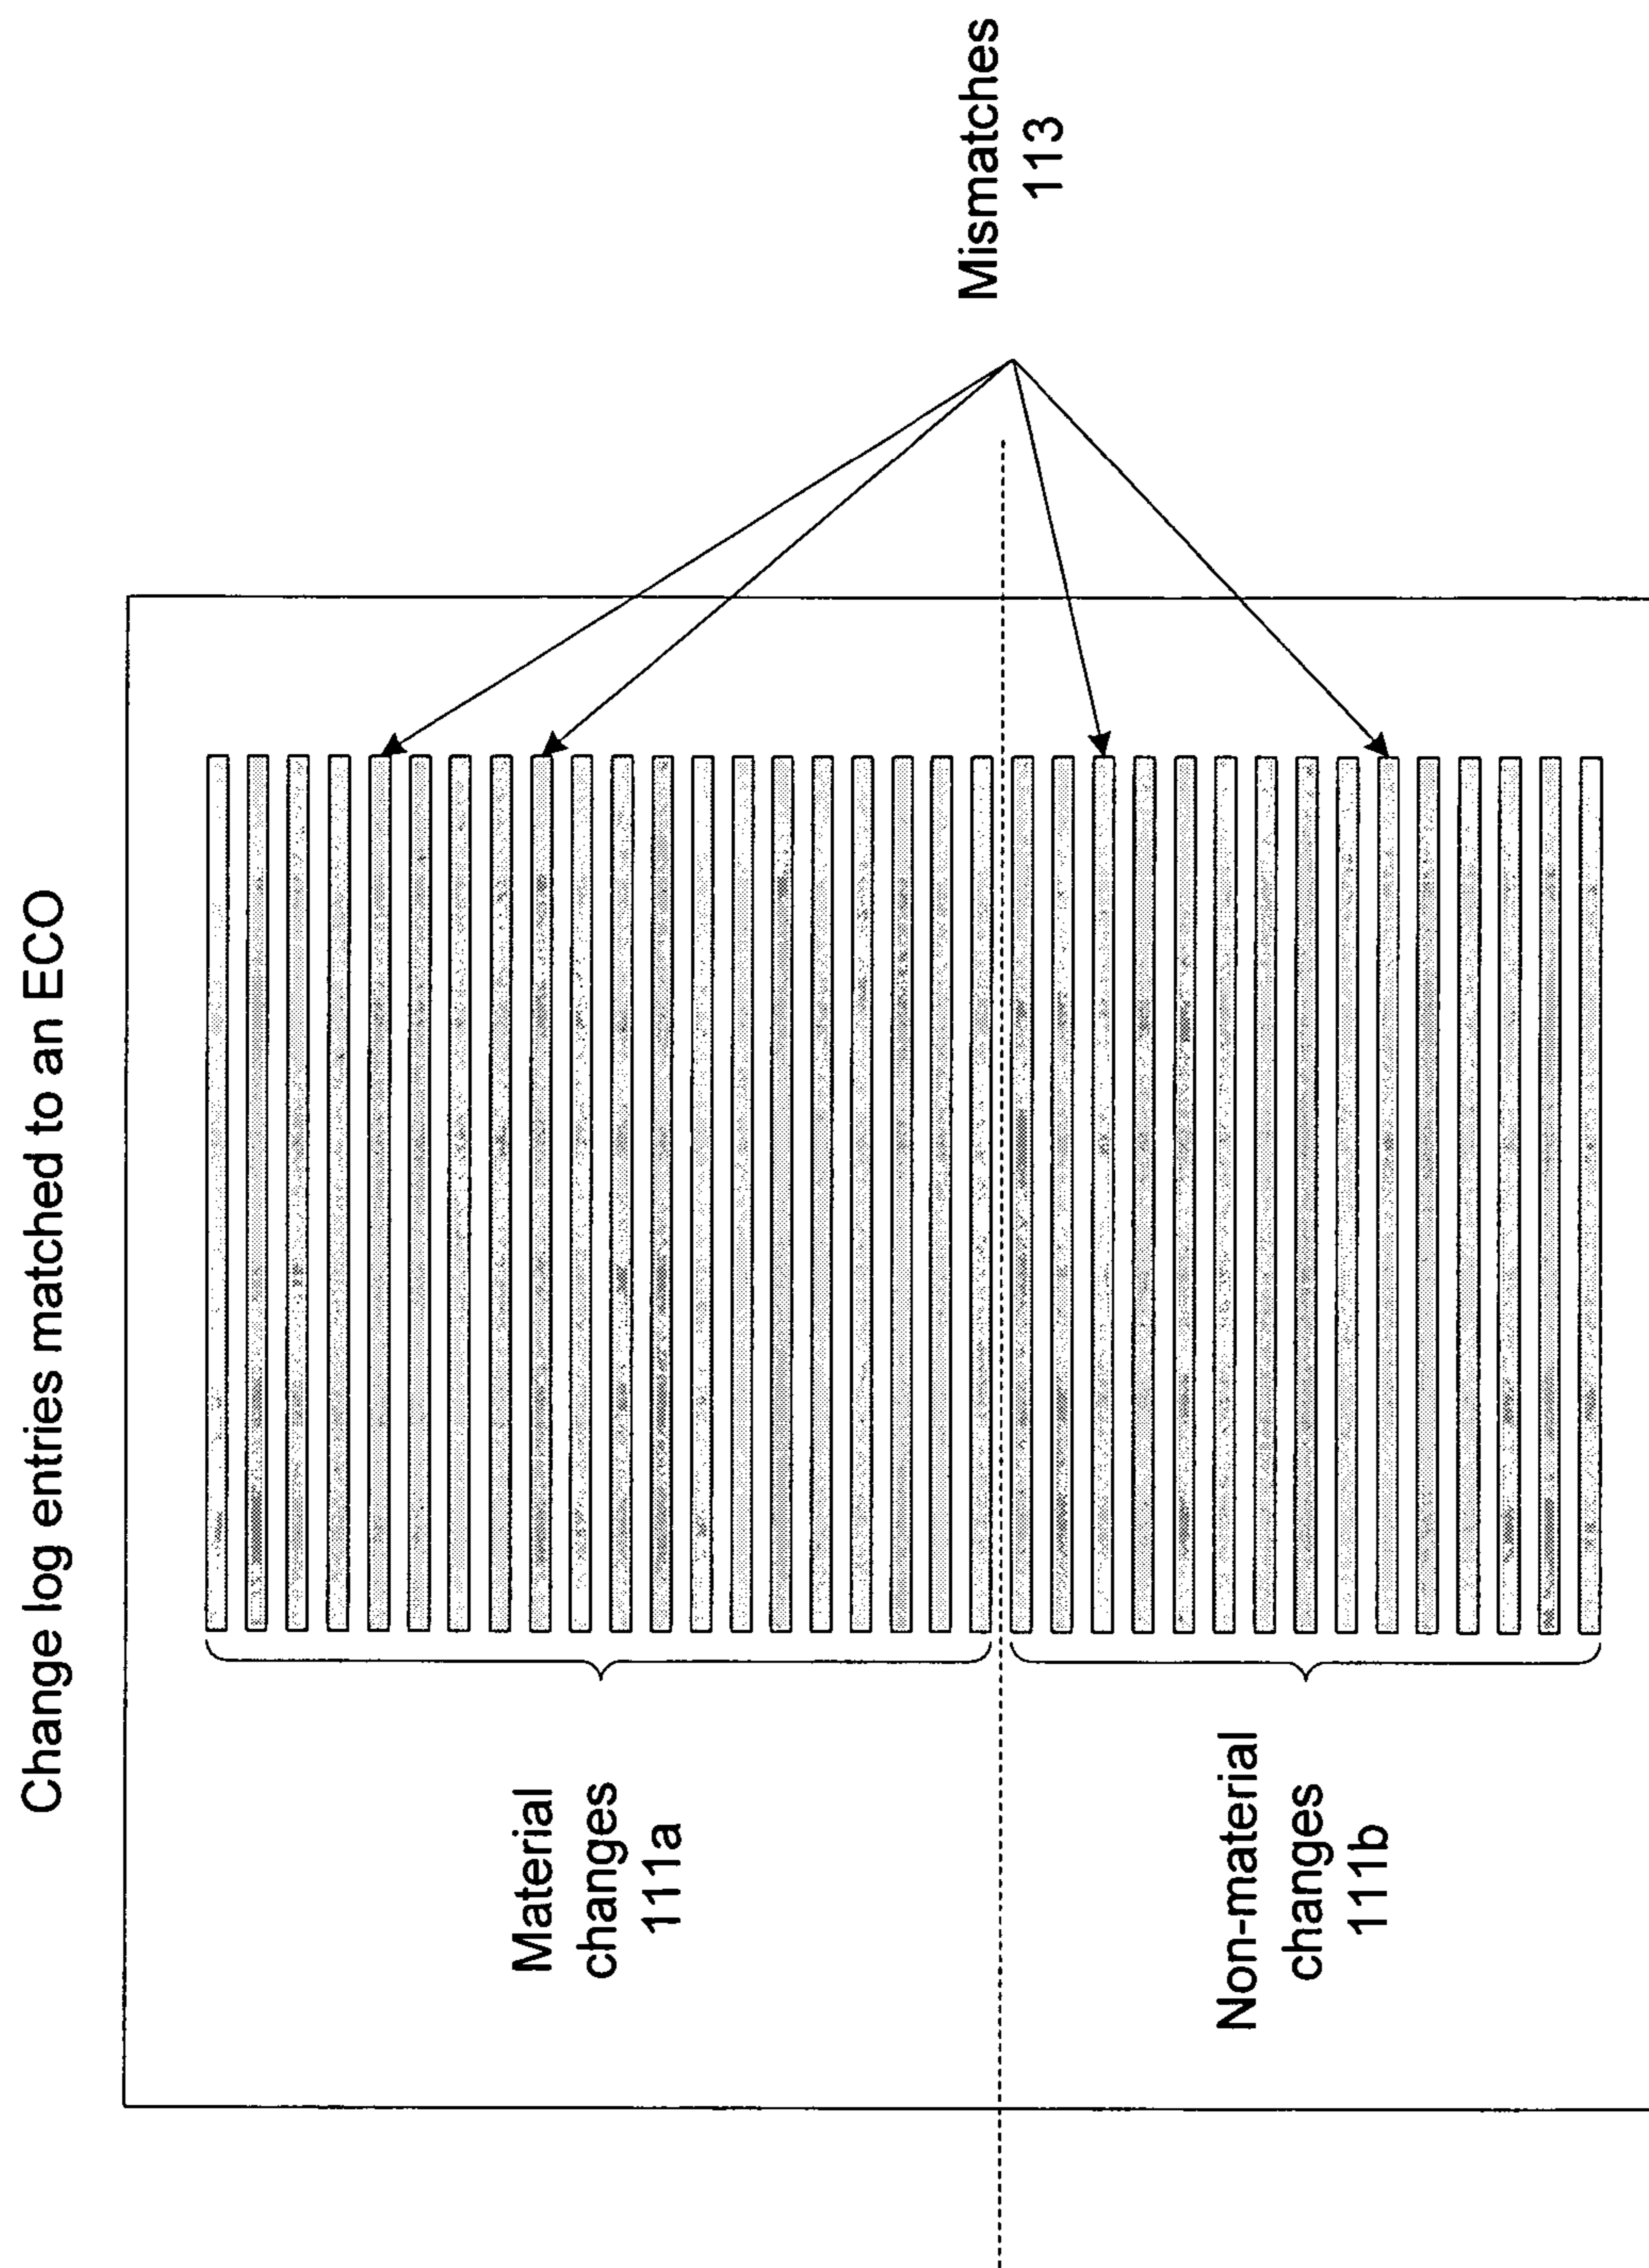 Change log entries matched to an ECO
Material
changes
111a
Non-material
changes
111b
Mismatches
113